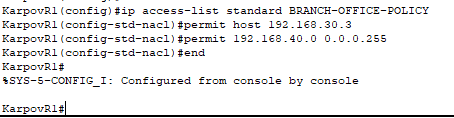 KarpovR1(config)#ip access-list standard BRANCH-OFFICE-POLICY
KarpovR1(config-std-nacl)#permit host 192.168.30.3
KarpovR1(config-std-nacl)#permit 192.168.40.0 0.0.0.255
KarpovR1(config-std-nacl)#end
KarpovR1#
%SYS-5-CONFIG_I: Configured from console by console
KarpovR1#